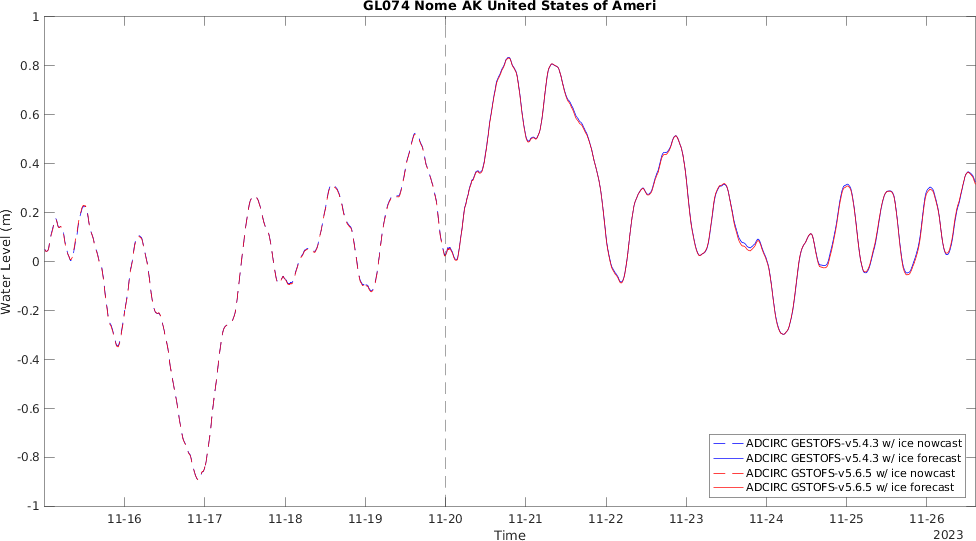 GL074 Nome AK United States of Ameri
1
0.8
0.6
0.4
0.2
0
-0.2
-0.4
-0.6
-0.8
-1
Water Level (m)
ADCIRC GESTOFS-v5.4.3 w/ ice nowcast
ADCIRC GESTOFS-v5.4.3 w/ ice forecast
ADCIRC GSTOFS-v5.6.5 w/ ice nowcast
ADCIRC GSTOFS-v5.6.5 w/ ice forecast
11-16 11-17 11-18 11-19 11-20 11-21 11-22 11-23 11-24 11-25 11-26
Time
2023